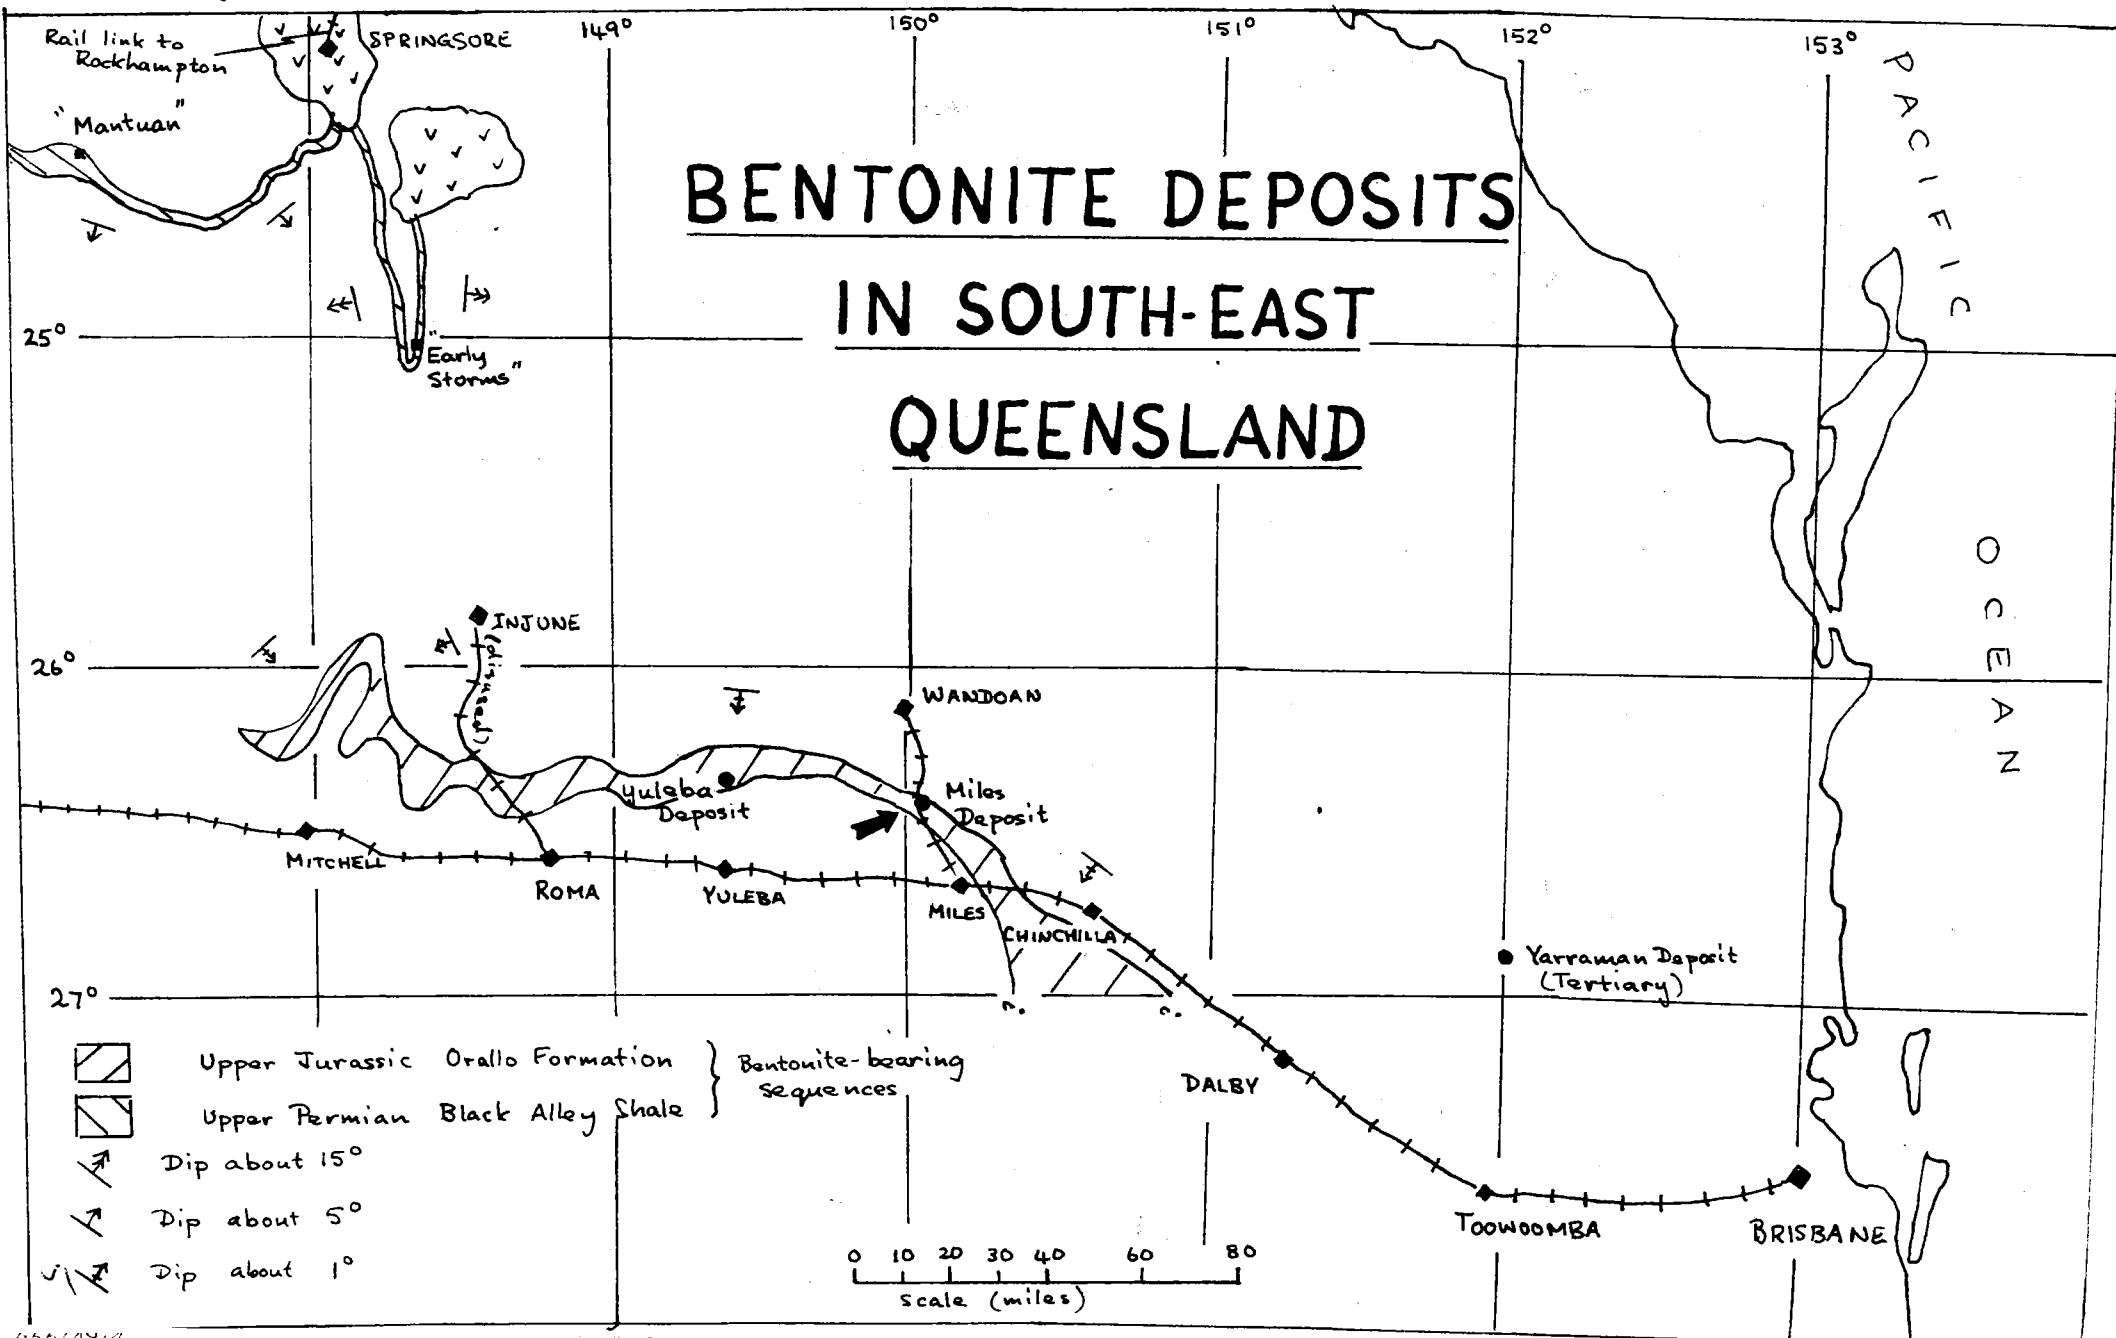 Rail link to
Rockhampton
SPRINGSORE
149°
150°
151°
152°
153°
"Mantuan"
PACIFIC
OCEAN
BENTONITE DEPOSITS
IN SOUTH-EAST
QUEENSLAND
25°
"Early
Storms"
INJUNE
(disused)
26°
WANDOAN
Yuleba
Deposit
Miles
Deposit
MITCHELL
ROMA
YULEBA
MILES
CHINCHILLA
Yarraman Deposit
(Tertiary)
27°
?
?
Upper Jurassic Orallo Formation
Upper Permian Black Alley Shale
Bentonite-bearing
sequences
DALBY
Dip about 15°
Dip about 5°
Dip about 1°
TOOWOOMBA
BRISBANE
0 10 20 30 40 60 80
Scale (miles)